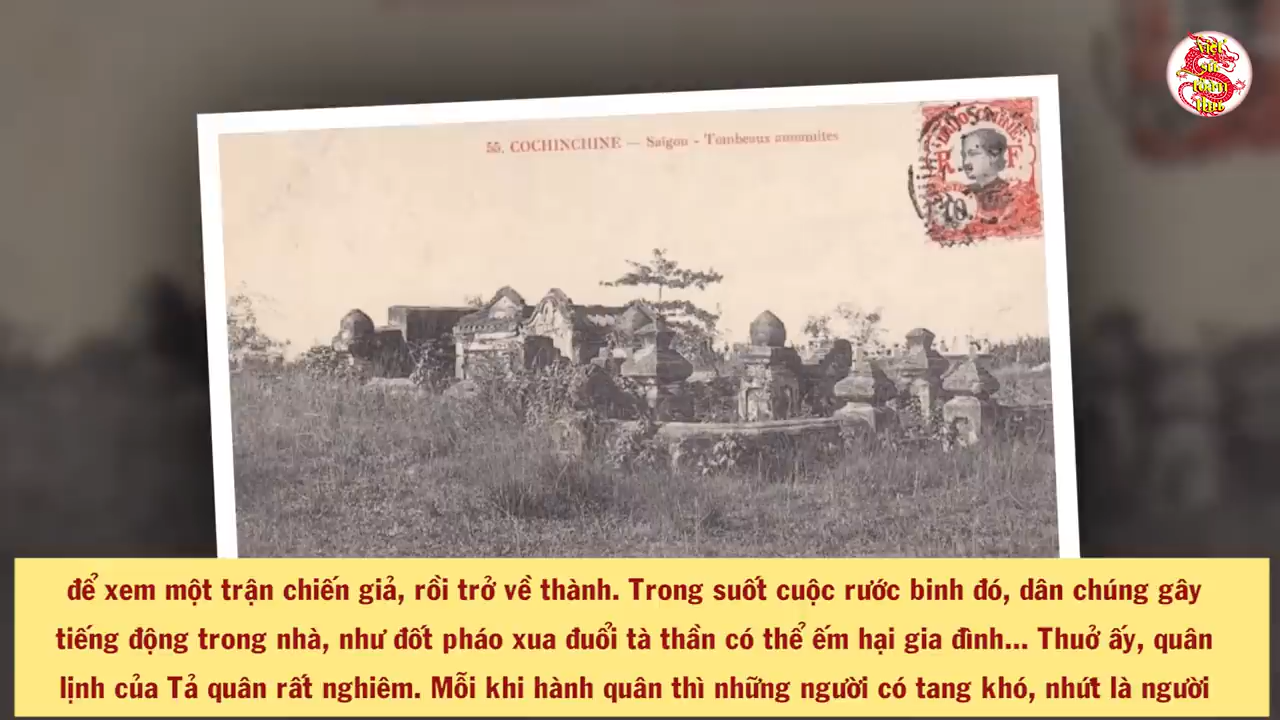 VIỆT
55. COCHINCHINE — Saigon - Tombeaux annamites
INDOCHINE
R F
10
để xem một trận chiến giả, rồi trở về thành. Trong suốt cuộc rước binh đó, dân chúng gây
tiếng động trong nhà, như đốt pháo xua đuổi tà thần có thể ếm hại gia đình... Thuở ấy, quân
lịnh của Tả quân rất nghiêm. Mỗi khi hành quân thì những người có tang khó, nhứt là người